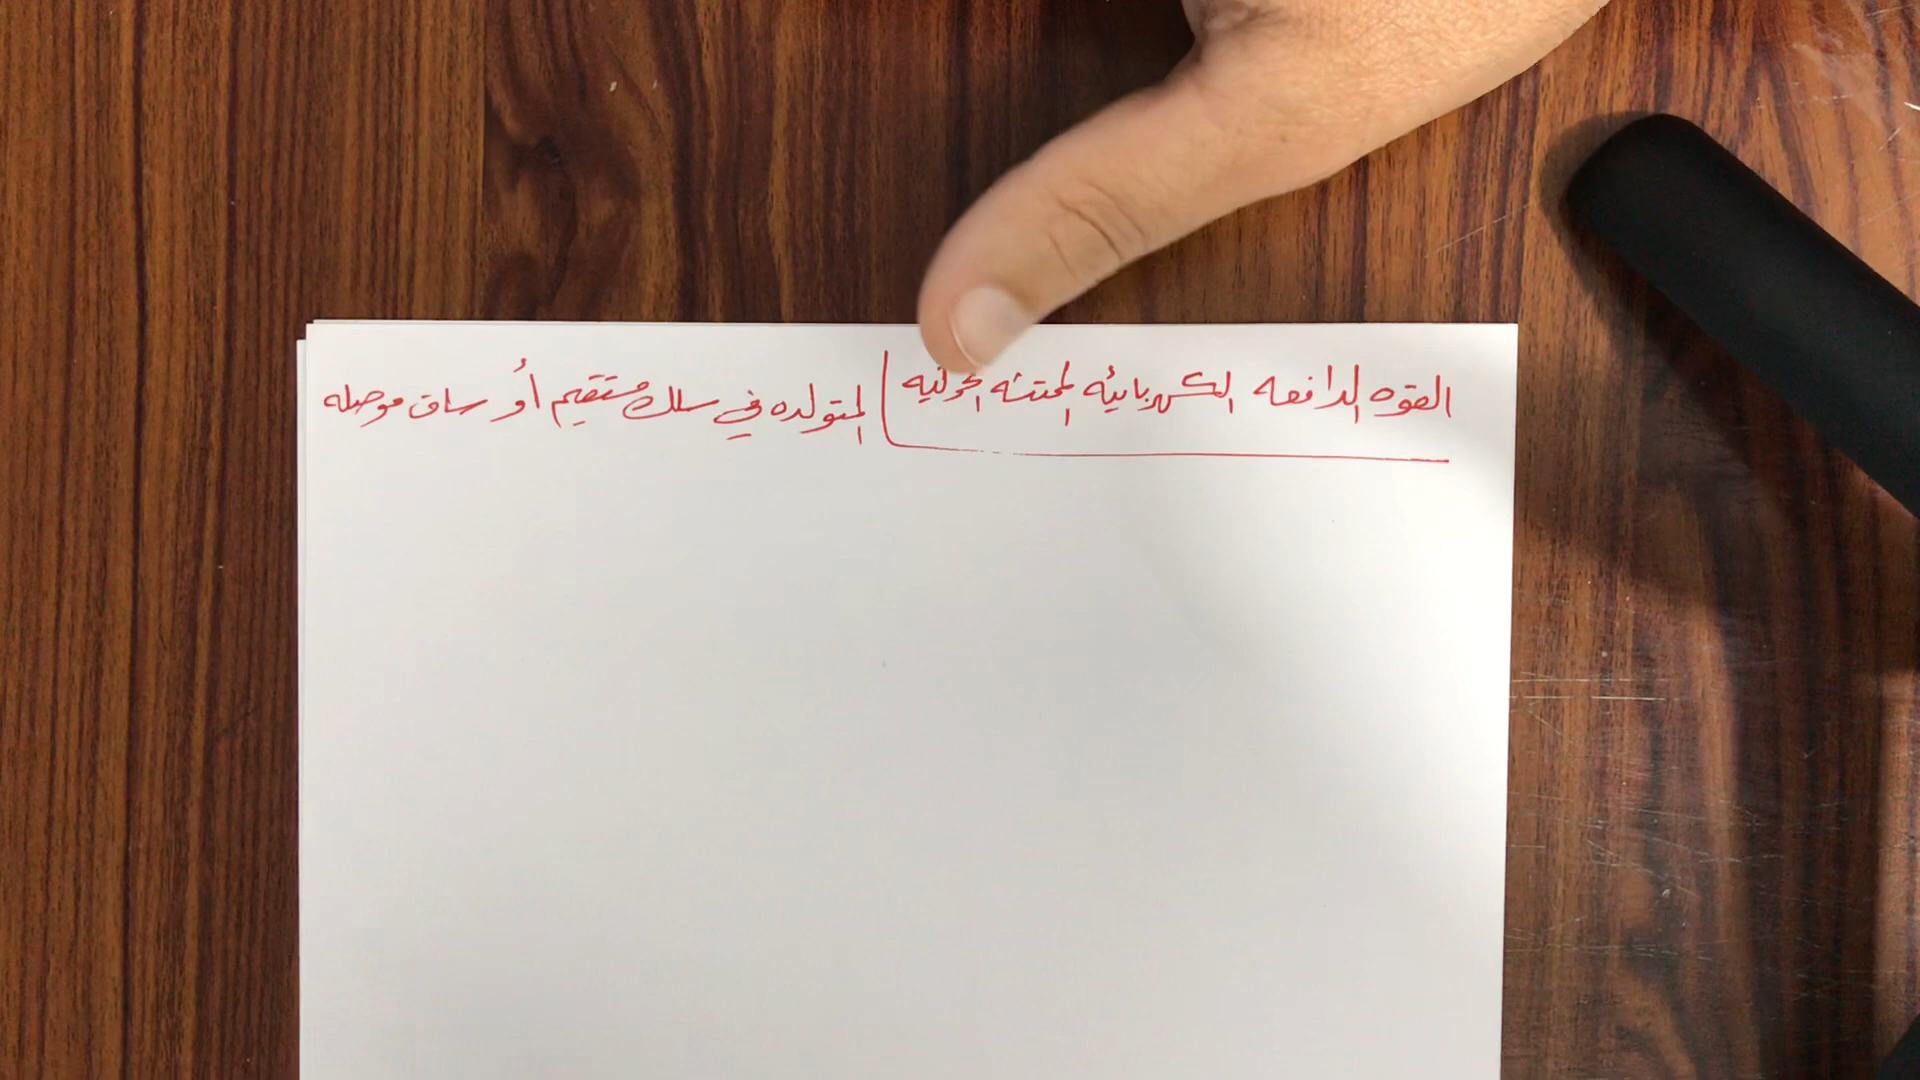 القوه الدافعه الكهربائيه المحتثه الحركيه المتولده في سلك مستقيم أو ساق موصله